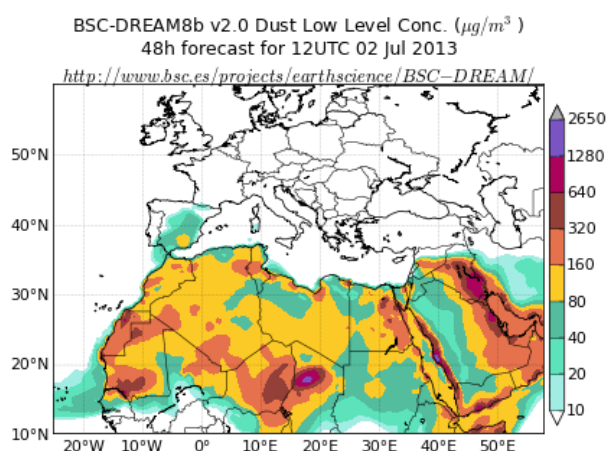 BSC-DREAM8b v2.0 Dust Low Level Conc. (μg/m³ )
48h forecast for 12UTC 02 Jul 2013
http://www.bsc.es/projects/earthscience/BSC−DREAM/
2650
1280
640
320
160
80
40
20
10
50°N
40°N
30°N
20°N
10°N
20°W
10°W
0°
10°E
20°E
30°E
40°E
50°E